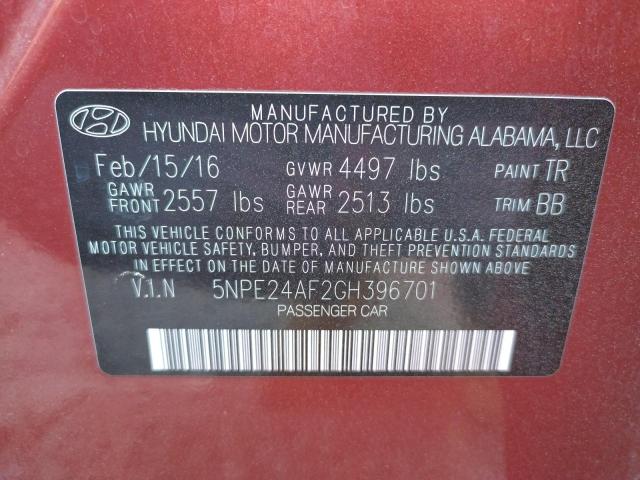 MANUFACTURED BY
HYUNDAI MOTOR MANUFACTURING ALABAMA, LLC
Feb/15/16 GVWR 4497 lbs PAINT TR
GAWR FRONT 2557 lbs GAWR REAR 2513 lbs TRIM BB
THIS VEHICLE CONFORMS TO ALL APPLICABLE U.S.A. FEDERAL
MOTOR VEHICLE SAFETY, BUMPER, AND THEFT PREVENTION STANDARDS
IN EFFECT ON THE DATE OF MANUFACTURE SHOWN ABOVE.
V.I.N 5NPE24AF2GH396701
PASSENGER CAR